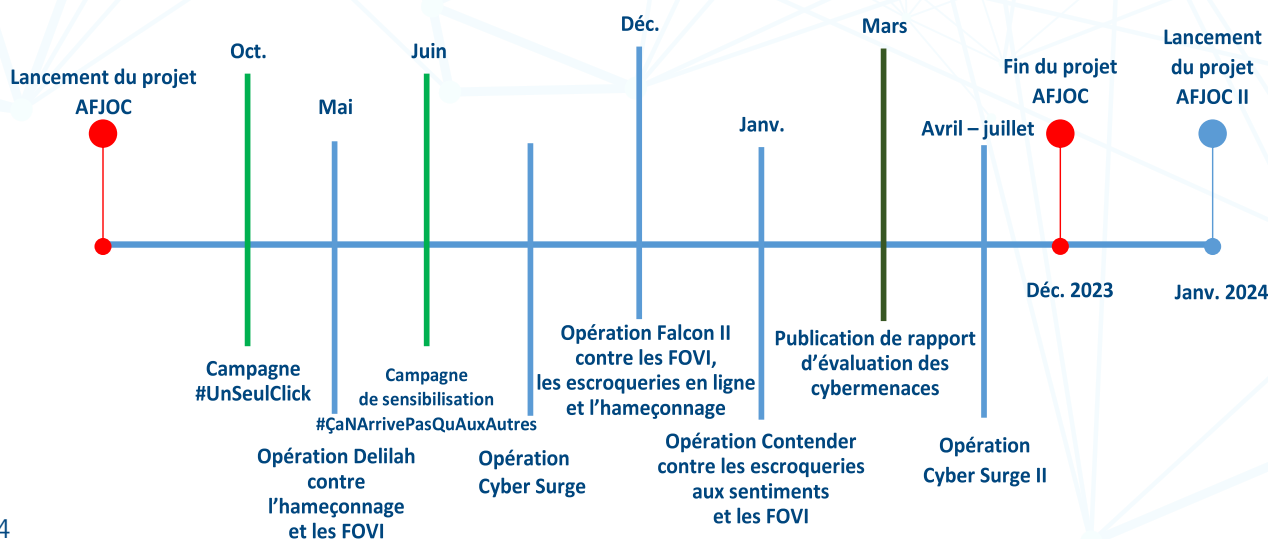 Lancement du projet
AFJOC
Oct.
Campagne
#UnSeulClick
Mai
Opération Delilah
contre
l'hameçonnage
et les FOVI
Juin
Campagne
de sensibilisation
#ÇaNArrivePasQuAuxAutres
Opération
Cyber Surge
Déc.
Opération Falcon II
contre les FOVI,
les escroqueries en ligne
et l'hameçonnage
Janv.
Opération Contender
contre les escroqueries
aux sentiments
et les FOVI
Mars
Publication de rapport
d'évaluation des
cybermenaces
Avril – juillet
Opération
Cyber Surge II
Fin du projet
AFJOC
Déc. 2023
Lancement
du projet
AFJOC II
Janv. 2024
4